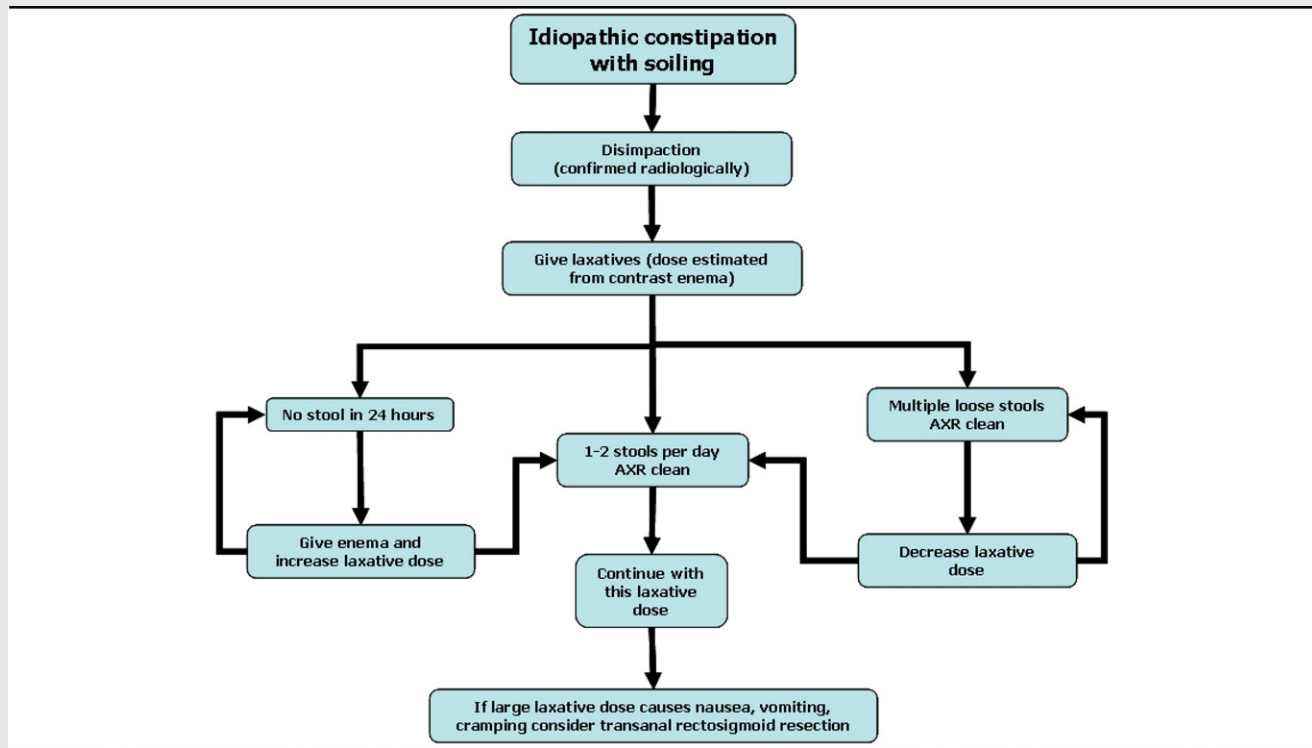 Idiopathic constipation
with soiling
Disimpaction
(confirmed radiologically)
Give laxatives (dose estimated
from contrast enema)
No stool in 24 hours
Multiple loose stools
AXR clean
1-2 stools per day
AXR clean
Give enema and
increase laxative dose
Decrease laxative
dose
Continue with
this laxative
dose
If large laxative dose causes nausea, vomiting,
cramping consider transanal rectosigmoid resection